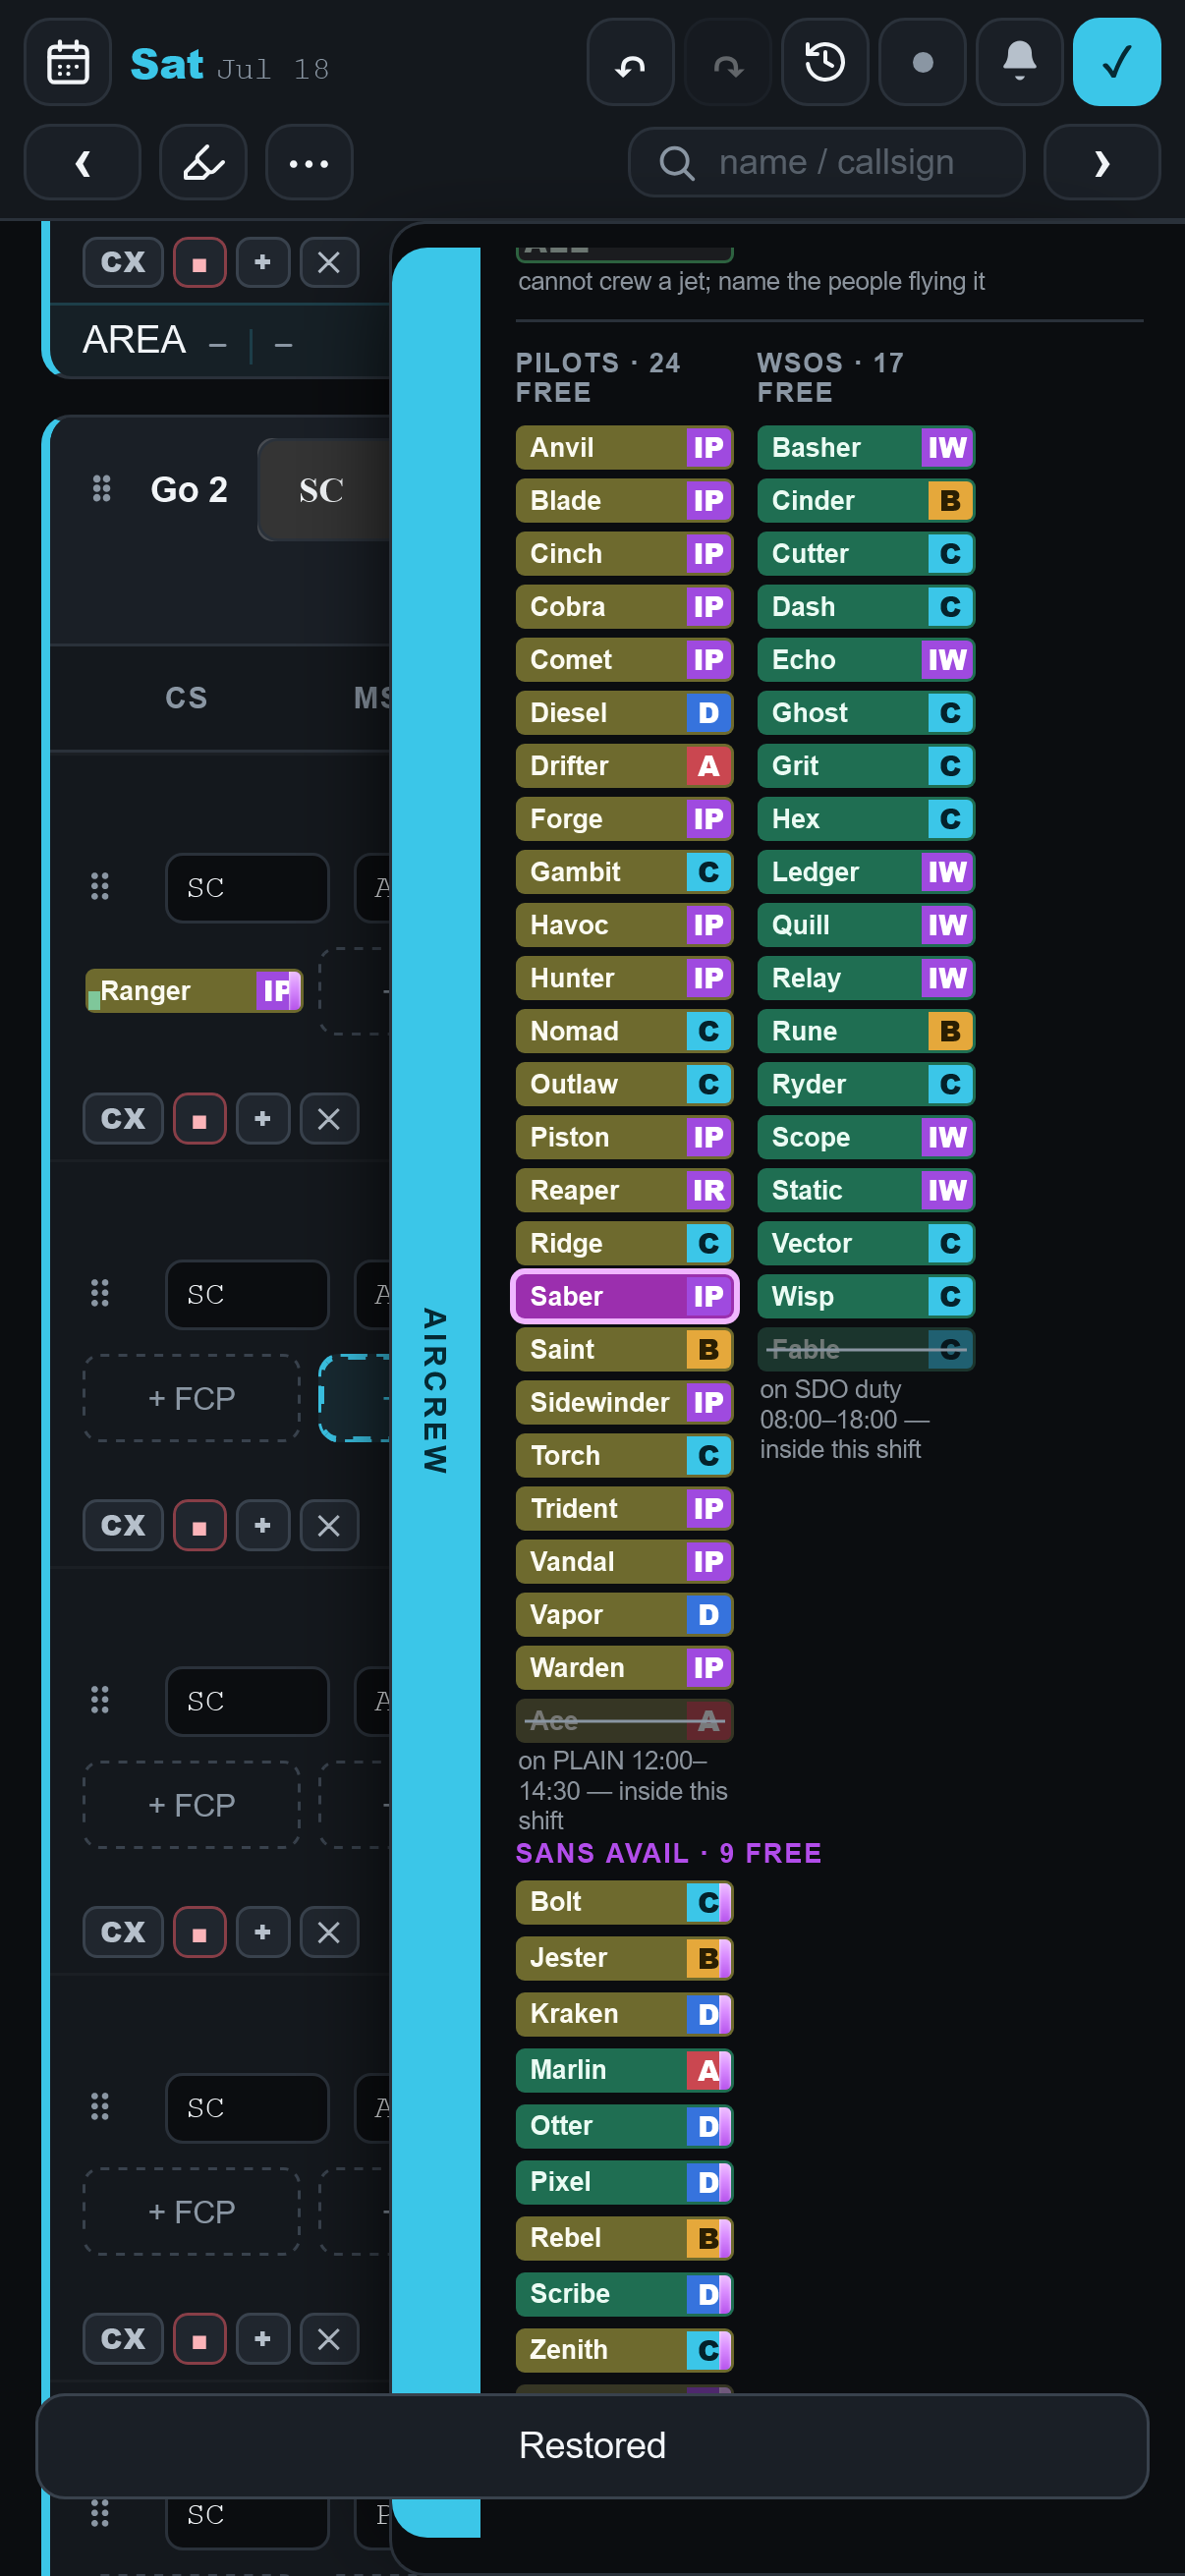 Sat Jul 18
name / callsign
CX
AREA – | –
Go 2 SC
CS
SC
Ranger IP
CX
SC
+ FCP
CX
SC
+ FCP
CX
SC
+ FCP
CX
SC
AIRCREW
cannot crew a jet; name the people flying it
PILOTS · 24
FREE
Anvil IP
Blade IP
Cinch IP
Cobra IP
Comet IP
Diesel D
Drifter A
Forge IP
Gambit C
Havoc IP
Hunter IP
Nomad C
Outlaw C
Piston IP
Reaper IR
Ridge C
Saber IP
Saint B
Sidewinder IP
Torch C
Trident IP
Vandal IP
Vapor D
Warden IP
Ace A
on PLAIN 12:00–
14:30 — inside this
shift
WSOS · 17
FREE
Basher IW
Cinder B
Cutter C
Dash C
Echo IW
Ghost C
Grit C
Hex C
Ledger IW
Quill IW
Relay IW
Rune B
Ryder C
Scope IW
Static IW
Vector C
Wisp C
Fable C
on SDO duty
08:00–18:00 —
inside this shift
SANS AVAIL · 9 FREE
Bolt C
Jester B
Kraken D
Marlin A
Otter D
Pixel D
Rebel B
Scribe D
Zenith C
Restored